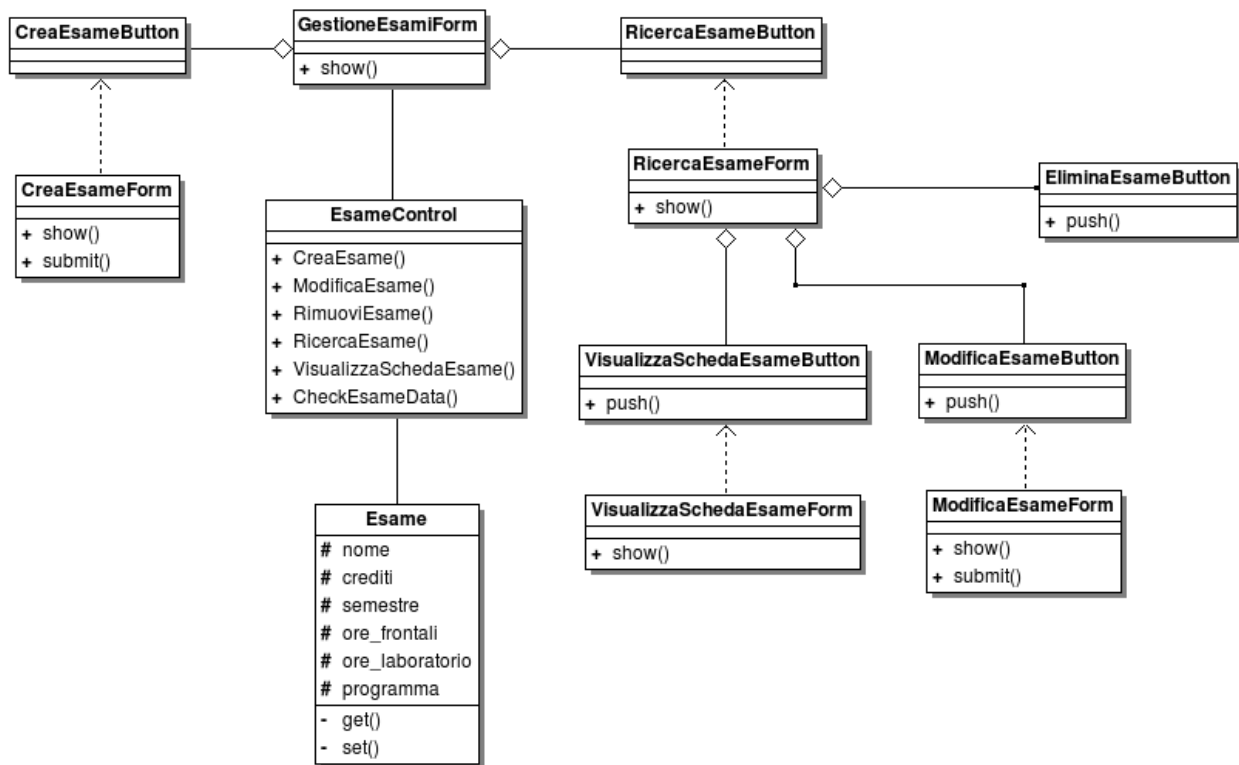 CreaEsameButton
GestioneEsamiForm
+ show()
RicercaEsameButton
CreaEsameForm
+ show()
+ submit()
EsameControl
+ CreaEsame()
+ ModificaEsame()
+ RimuoviEsame()
+ RicercaEsame()
+ VisualizzaSchedaEsame()
+ CheckEsameData()
RicercaEsameForm
+ show()
EliminaEsameButton
+ push()
VisualizzaSchedaEsameButton
+ push()
ModificaEsameButton
+ push()
VisualizzaSchedaEsameForm
+ show()
ModificaEsameForm
+ show()
+ submit()
Esame
# nome
# crediti
# semestre
# ore_frontali
# ore_laboratorio
# programma
- get()
- set()